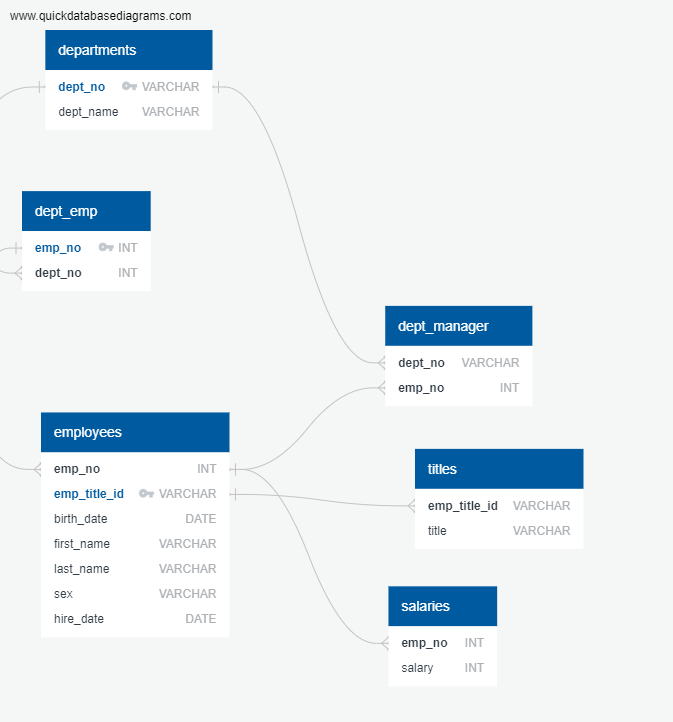 www.quickdatabasediagrams.com
departments
dept_no VARCHAR
dept_name VARCHAR
dept_emp
emp_no INT
dept_no INT
dept_manager
dept_no VARCHAR
emp_no INT
employees
emp_no INT
emp_title_id VARCHAR
birth_date DATE
first_name VARCHAR
last_name VARCHAR
sex VARCHAR
hire_date DATE
titles
emp_title_id VARCHAR
title VARCHAR
salaries
emp_no INT
salary INT